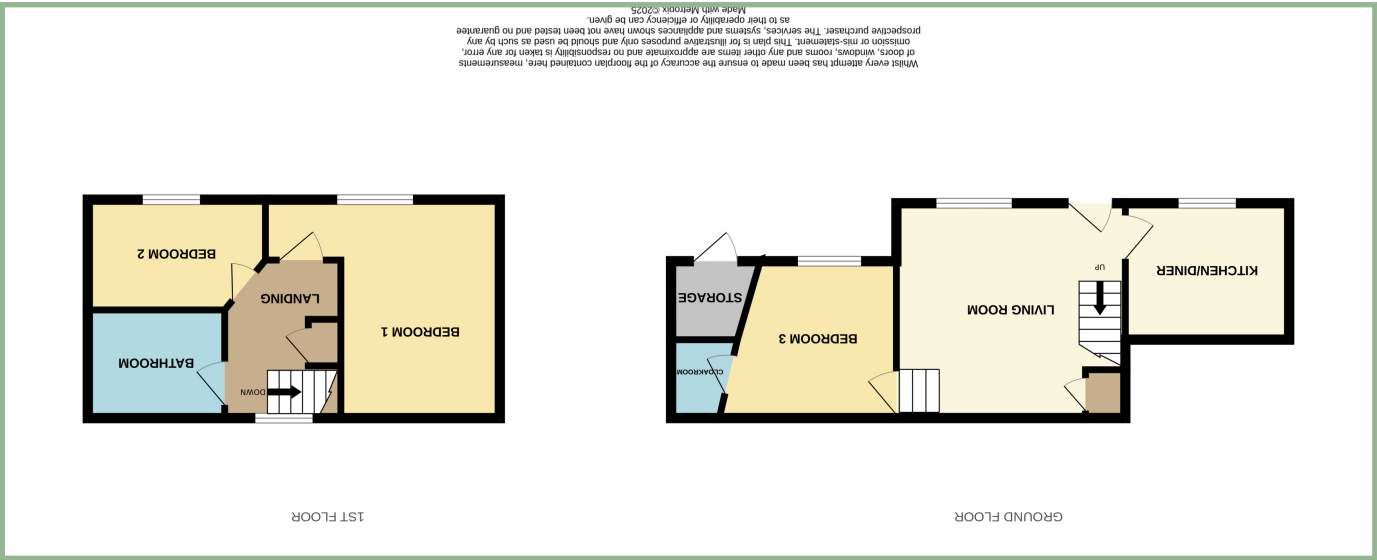 GROUND FLOOR
1ST FLOOR
KITCHEN/DINER
UP
LIVING ROOM
BEDROOM 3
STORAGE
CLOAKROOM
BEDROOM 1
LANDING
DOWN
BEDROOM 2
BATHROOM
Whilst every attempt has been made to ensure the accuracy of the floorplan contained here, measurements
of doors, windows, rooms and any other items are approximate and no responsibility is taken for any error,
omission or mis-statement. This plan is for illustrative purposes only and should be used as such by any
prospective purchaser. The services, systems and appliances shown have not been tested and no guarantee
as to their operability or efficiency can be given.
Made with Metropix ©2025